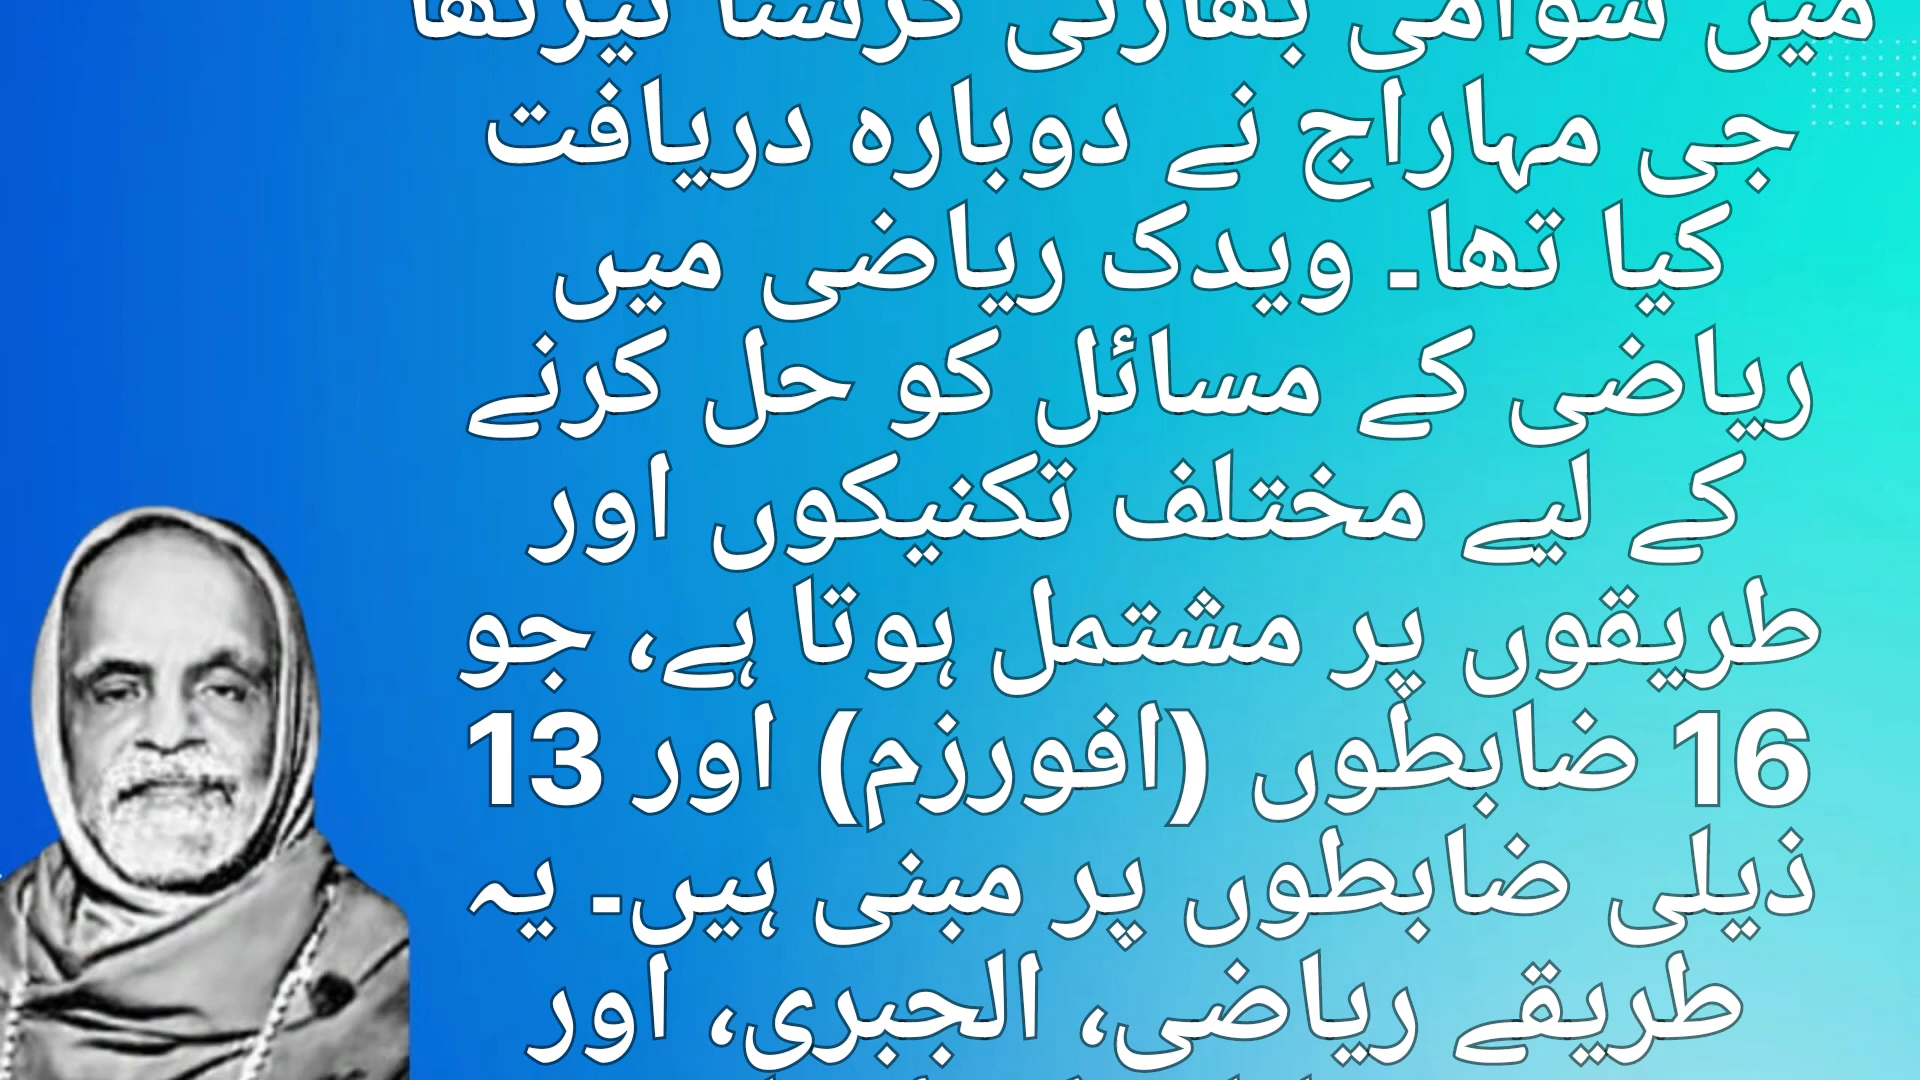 میں سوامی بھارتی کرشنا تیرتھا
جی مہاراج نے دوبارہ دریافت
کیا تھا۔ ویدک ریاضی میں
ریاضی کے مسائل کو حل کرنے
کے لیے مختلف تکنیکوں اور
طریقوں پر مشتمل ہوتا ہے، جو
16 ضابطوں (افورزم) اور 13
ذیلی ضابطوں پر مبنی ہیں۔ یہ
طریقے ریاضی، الجبری، اور